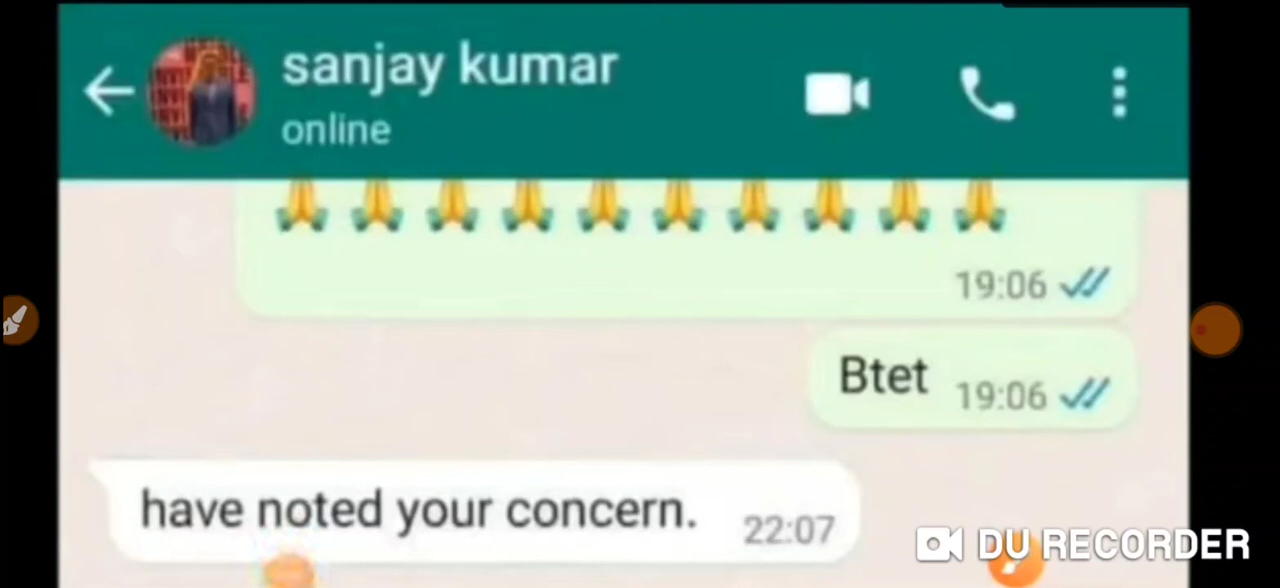 sanjay kumar
online
🙏 🙏 🙏 🙏 🙏 🙏 🙏 🙏 🙏 🙏
19:06
Btet 19:06
have noted your concern. 22:07
DU RECORDER